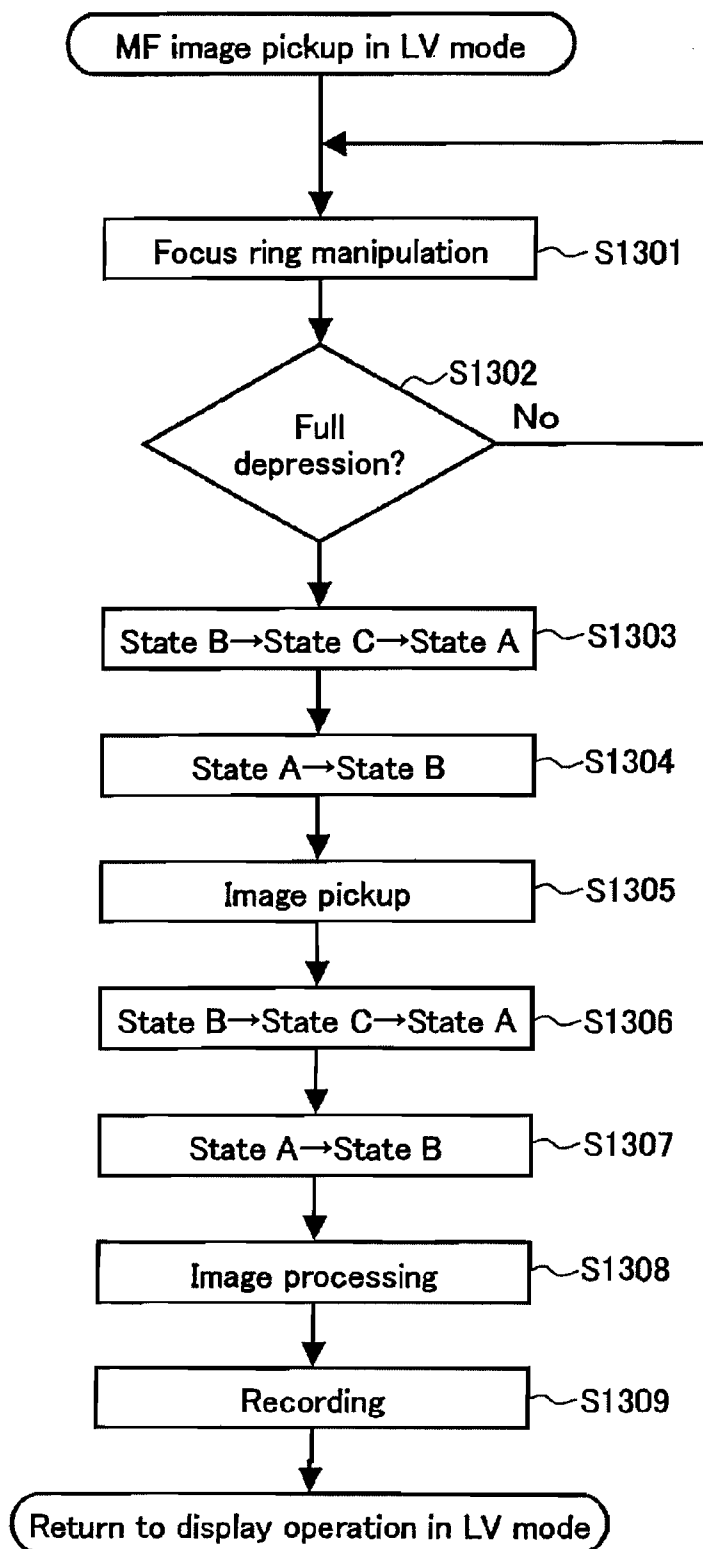 MF image pickup in LV mode
Focus ring manipulation
S1301
S1302
No
Full
depression?
State B→State C→State A
S1303
State A→State B
S1304
Image pickup
S1305
State B→State C→State A
S1306
State A→State B
S1307
Image processing
S1308
Recording
S1309
Return to display operation in LV mode